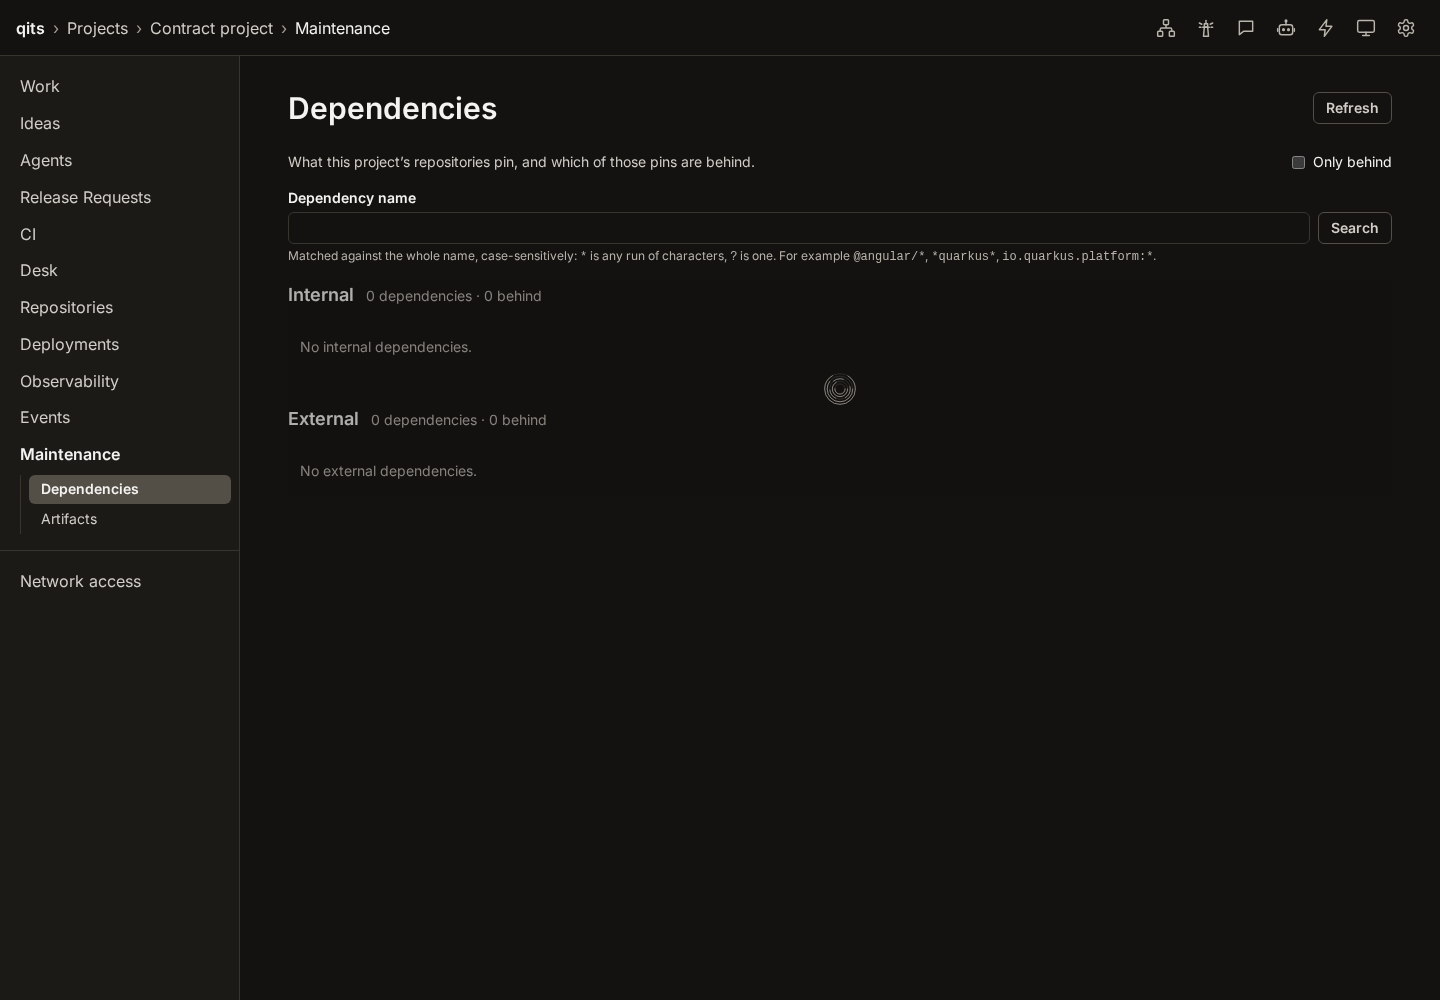 qits › Projects › Contract project › Maintenance
Work
Ideas
Agents
Release Requests
CI
Desk
Repositories
Deployments
Observability
Events
Maintenance
Dependencies
Artifacts
Network access
Dependencies
Refresh
What this project’s repositories pin, and which of those pins are behind.
Only behind
Dependency name
Search
Matched against the whole name, case-sensitively: * is any run of characters, ? is one. For example @angular/*, *quarkus*, io.quarkus.platform:*.
Internal 0 dependencies · 0 behind
No internal dependencies.
External 0 dependencies · 0 behind
No external dependencies.